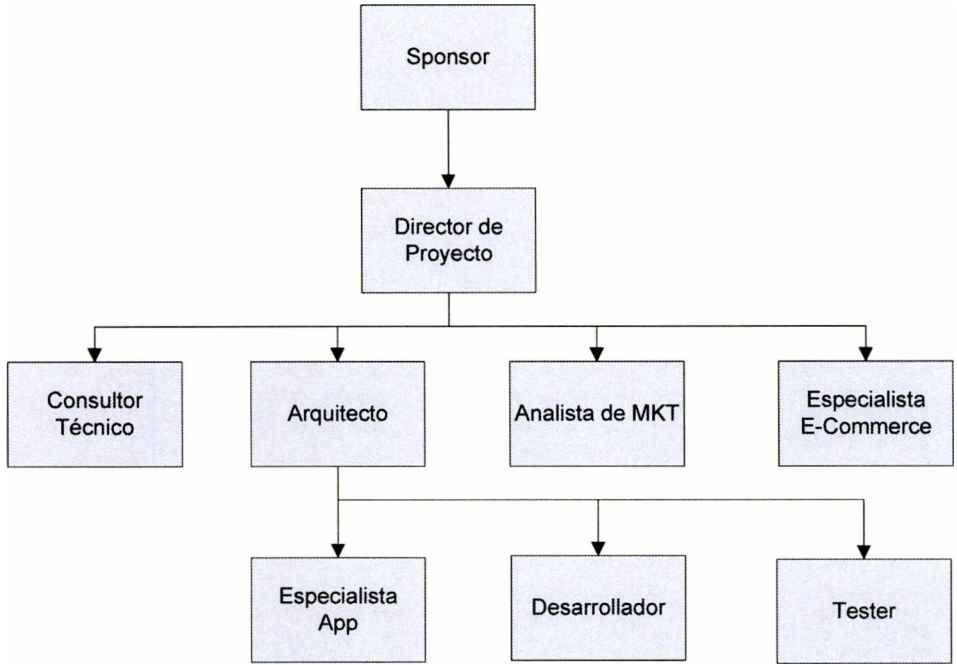 Sponsor
Director de
Proyecto
Consultor
Técnico
Arquitecto
Analista de MKT
Especialista
E-Commerce
Especialista
App
Desarrollador
Tester